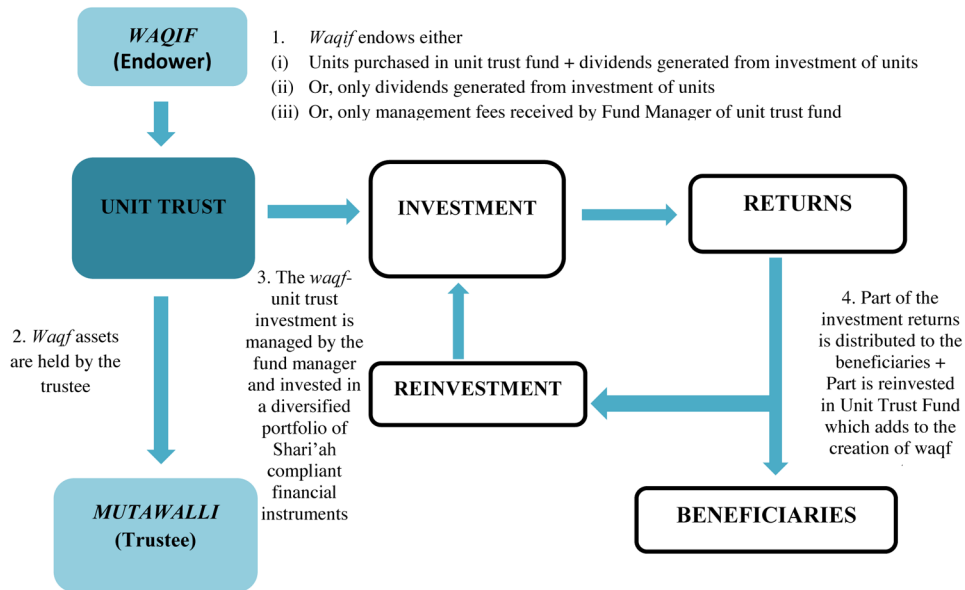 WAQIF
(Endower)
1. Waqif endows either
(i) Units purchased in unit trust fund + dividends generated from investment of units
(ii) Or, only dividends generated from investment of units
(iii) Or, only management fees received by Fund Manager of unit trust fund
UNIT TRUST
INVESTMENT
RETURNS
2. Waqf assets
are held by the
trustee
3. The waqf-
unit trust
investment is
managed by the
fund manager
and invested in
a diversified
portfolio of
Shari'ah
compliant
financial
instruments
REINVESTMENT
4. Part of the
investment returns
is distributed to the
beneficiaries +
Part is reinvested
in Unit Trust Fund
which adds to the
creation of waqf
MUTAWALLI
(Trustee)
BENEFICIARIES